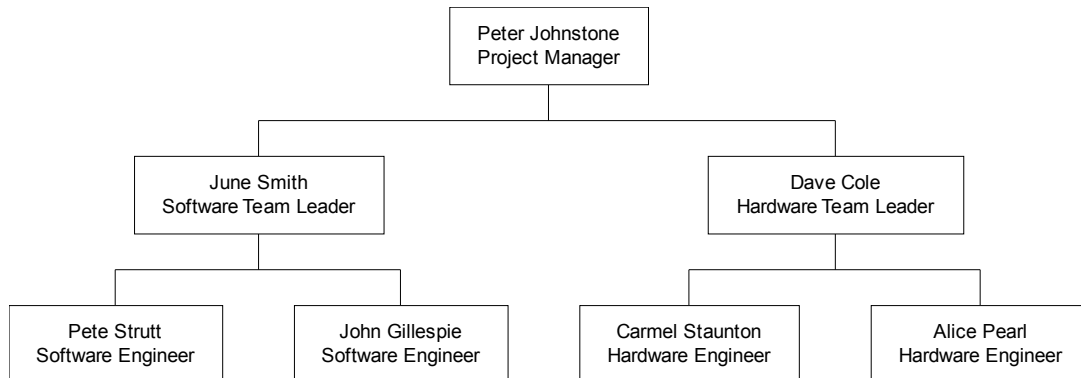 Peter Johnstone
Project Manager
June Smith
Software Team Leader
Dave Cole
Hardware Team Leader
Pete Strutt
Software Engineer
John Gillespie
Software Engineer
Carmel Staunton
Hardware Engineer
Alice Pearl
Hardware Engineer